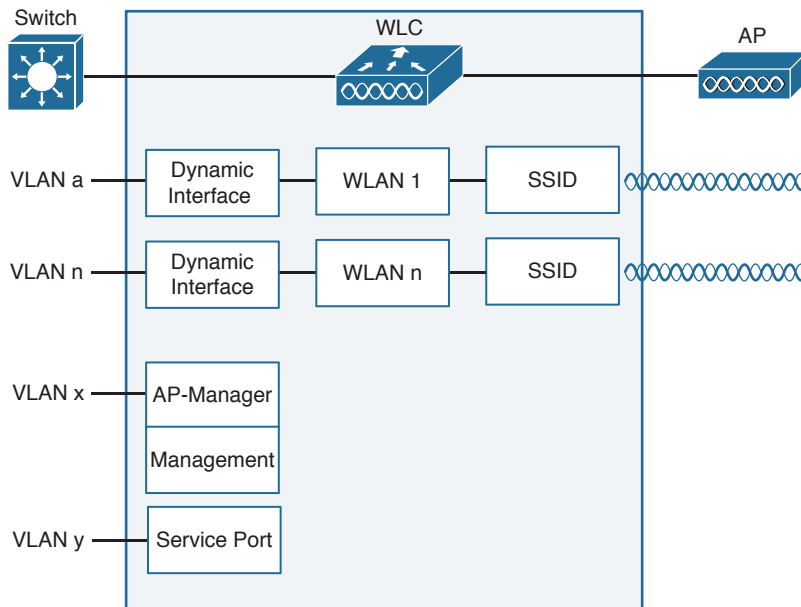 Switch
WLC
AP
VLAN a
Dynamic
Interface
WLAN 1
SSID
VLAN n
Dynamic
Interface
WLAN n
SSID
VLAN x
AP-Manager
Management
VLAN y
Service Port